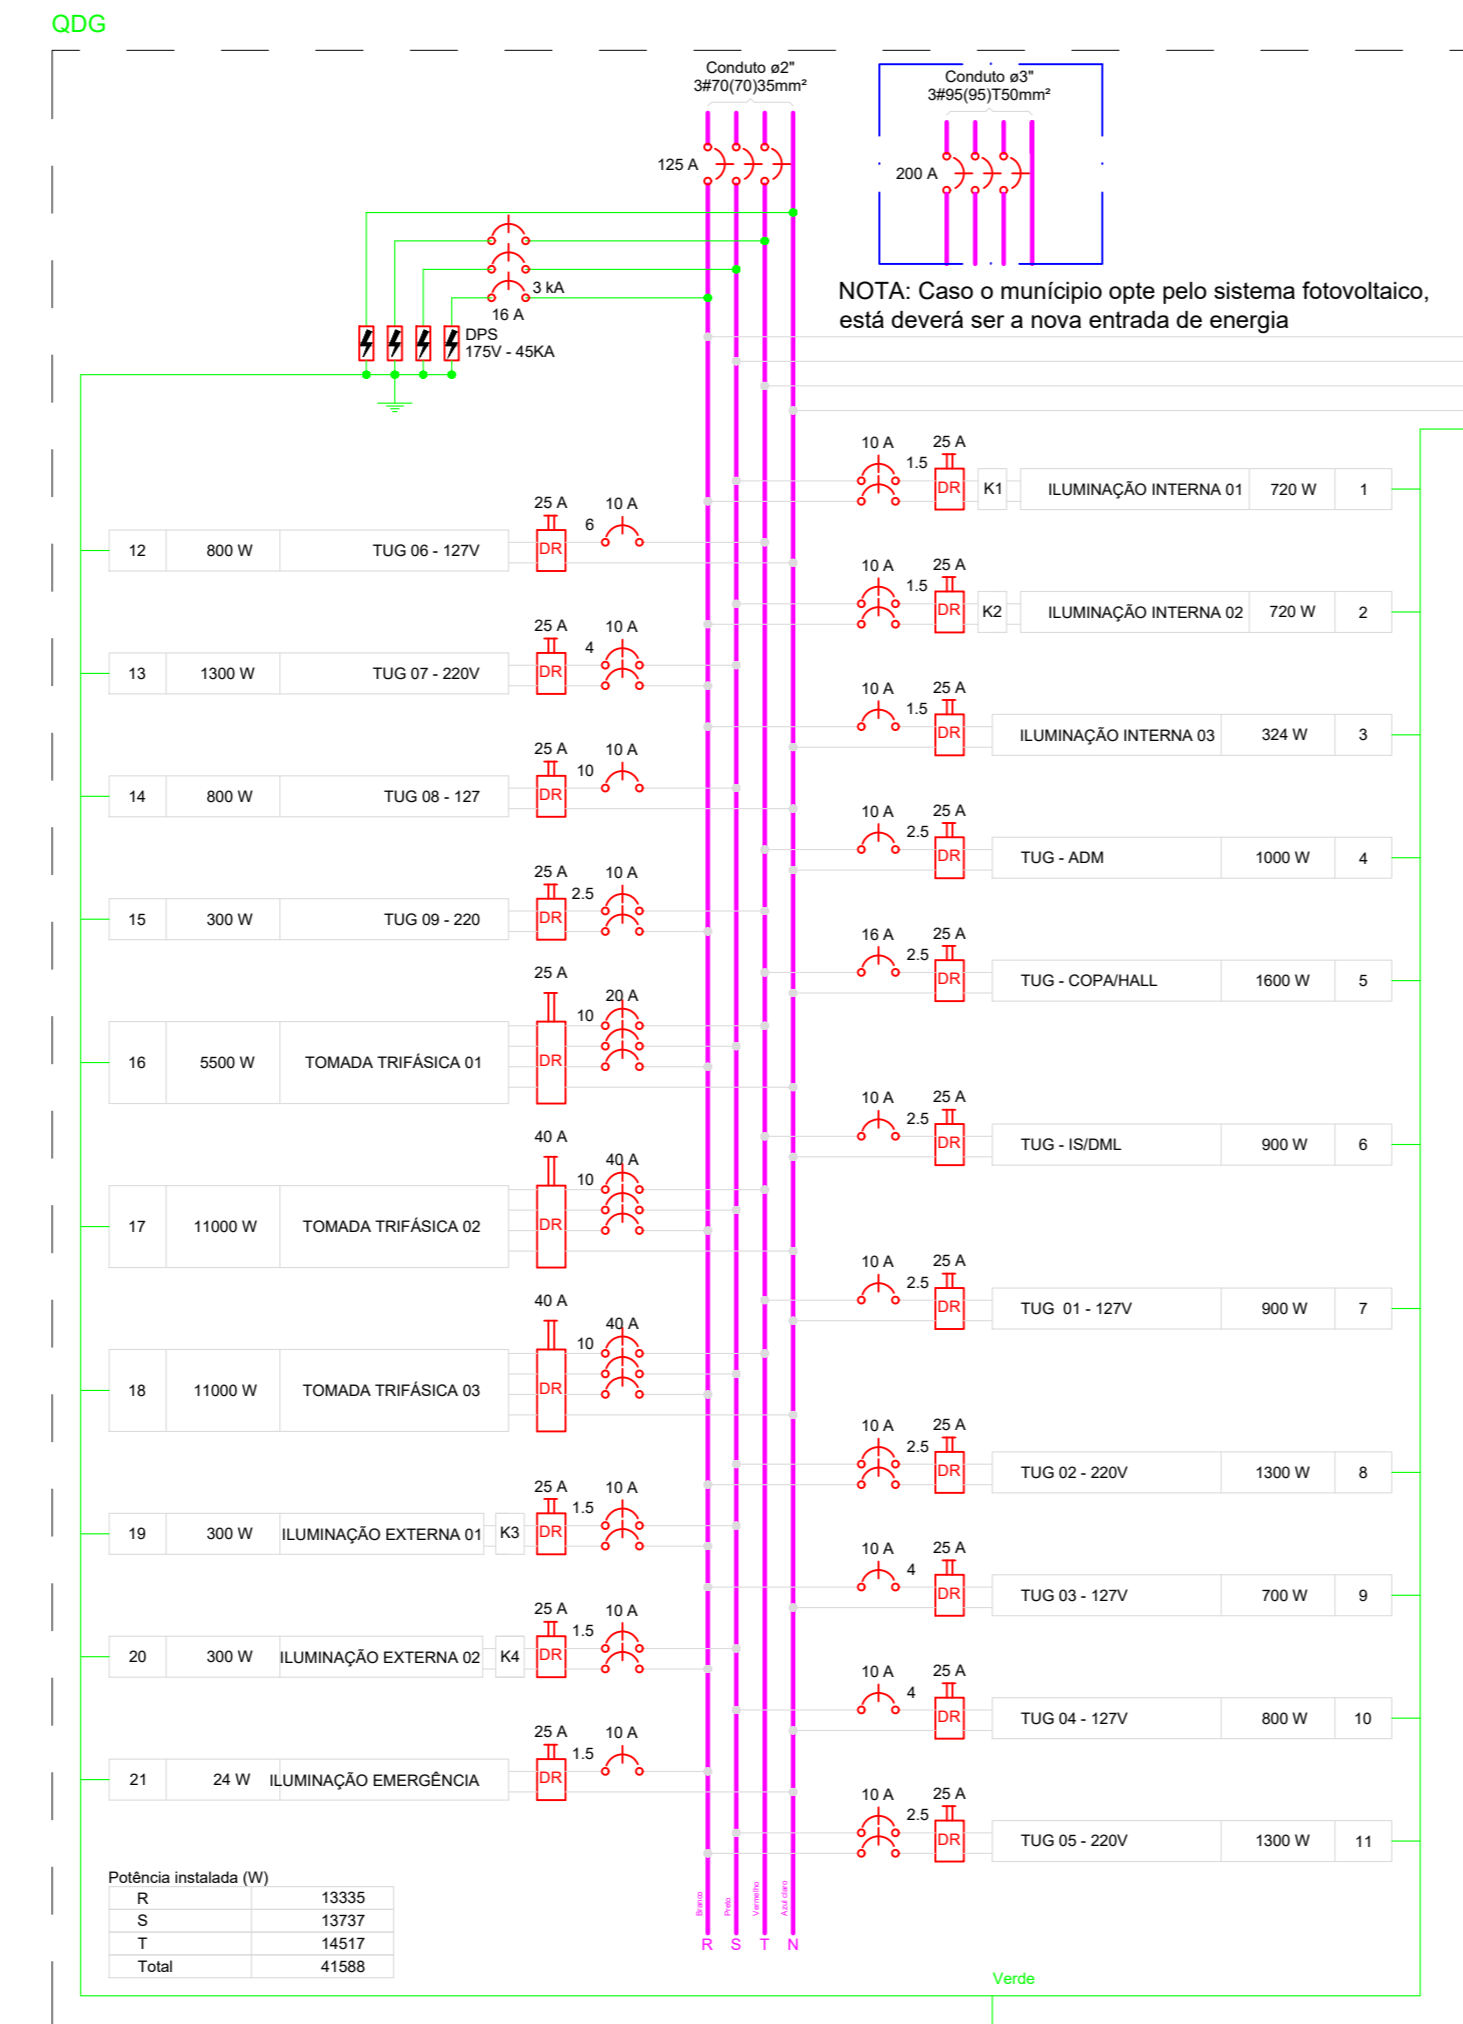 QDG
Conduto ø2"
3#70(70)35mm²
125 A
Conduto ø3"
3#95(95)T50mm²
200 A
NOTA: Caso o munícipio opte pelo sistema fotovoltaico,
está deverá ser a nova entrada de energia
3 kA
16 A
DPS
175V - 45KA
10 A 1.5 25 A DR K1 ILUMINAÇÃO INTERNA 01 720 W 1
10 A 1.5 25 A DR K2 ILUMINAÇÃO INTERNA 02 720 W 2
10 A 1.5 25 A DR ILUMINAÇÃO INTERNA 03 324 W 3
10 A 2.5 25 A DR TUG - ADM 1000 W 4
16 A 2.5 25 A DR TUG - COPA/HALL 1600 W 5
10 A 2.5 25 A DR TUG - IS/DML 900 W 6
10 A 2.5 25 A DR TUG 01 - 127V 900 W 7
10 A 2.5 25 A DR TUG 02 - 220V 1300 W 8
10 A 4 25 A DR TUG 03 - 127V 700 W 9
10 A 4 25 A DR TUG 04 - 127V 800 W 10
10 A 2.5 25 A DR TUG 05 - 220V 1300 W 11
12 800 W TUG 06 - 127V 25 A DR 6 10 A
13 1300 W TUG 07 - 220V 25 A DR 4 10 A
14 800 W TUG 08 - 127 25 A DR 10 10 A
15 300 W TUG 09 - 220 25 A DR 2.5 10 A
16 5500 W TOMADA TRIFÁSICA 01 25 A DR 10 20 A
17 11000 W TOMADA TRIFÁSICA 02 40 A DR 10 40 A
18 11000 W TOMADA TRIFÁSICA 03 40 A DR 10 40 A
19 300 W ILUMINAÇÃO EXTERNA 01 K3 25 A DR 1.5 10 A
20 300 W ILUMINAÇÃO EXTERNA 02 K4 25 A DR 1.5 10 A
21 24 W ILUMINAÇÃO EMERGÊNCIA 25 A DR 1.5 10 A
Potência instalada (W)
R 13335
S 13737
T 14517
Total 41588
Branco Preto Vermelho Azul claro
R S T N
Verde